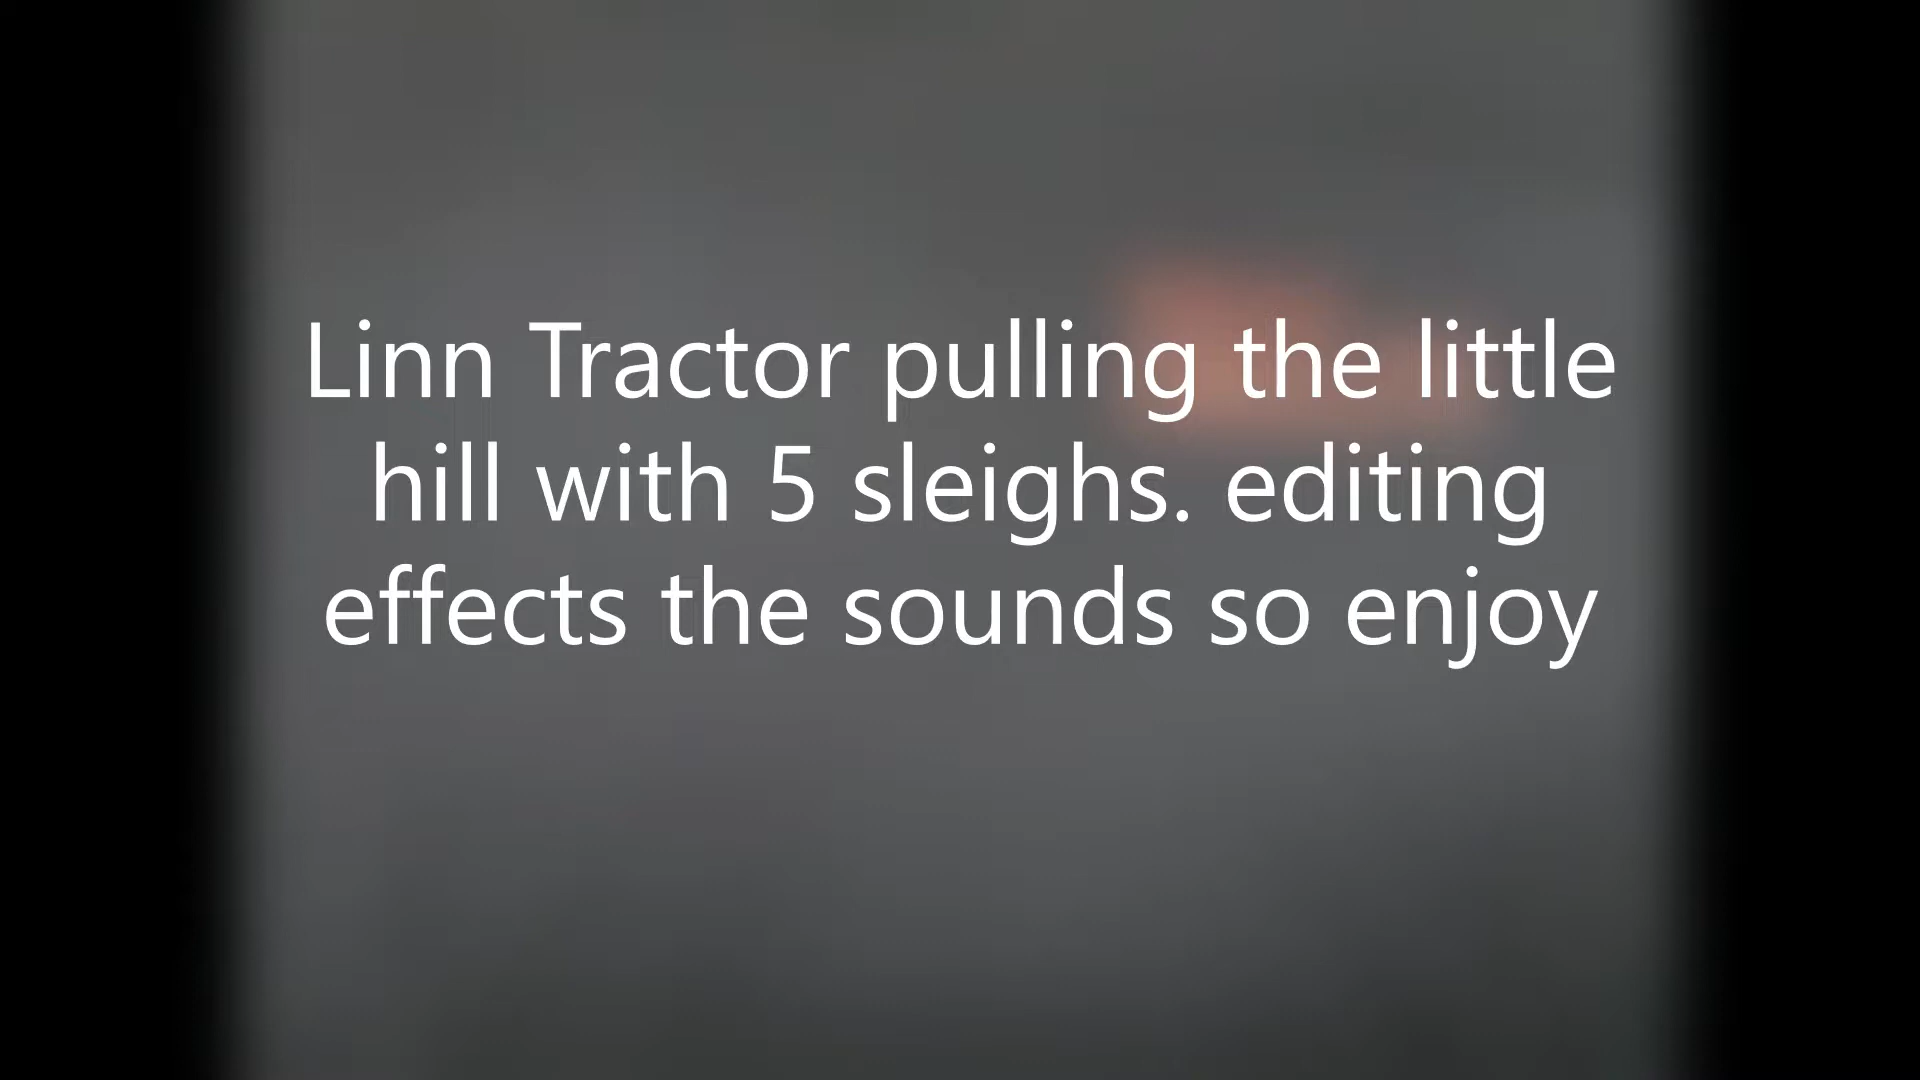 Linn Tractor pulling the little
hill with 5 sleighs. editing
effects the sounds so enjoy